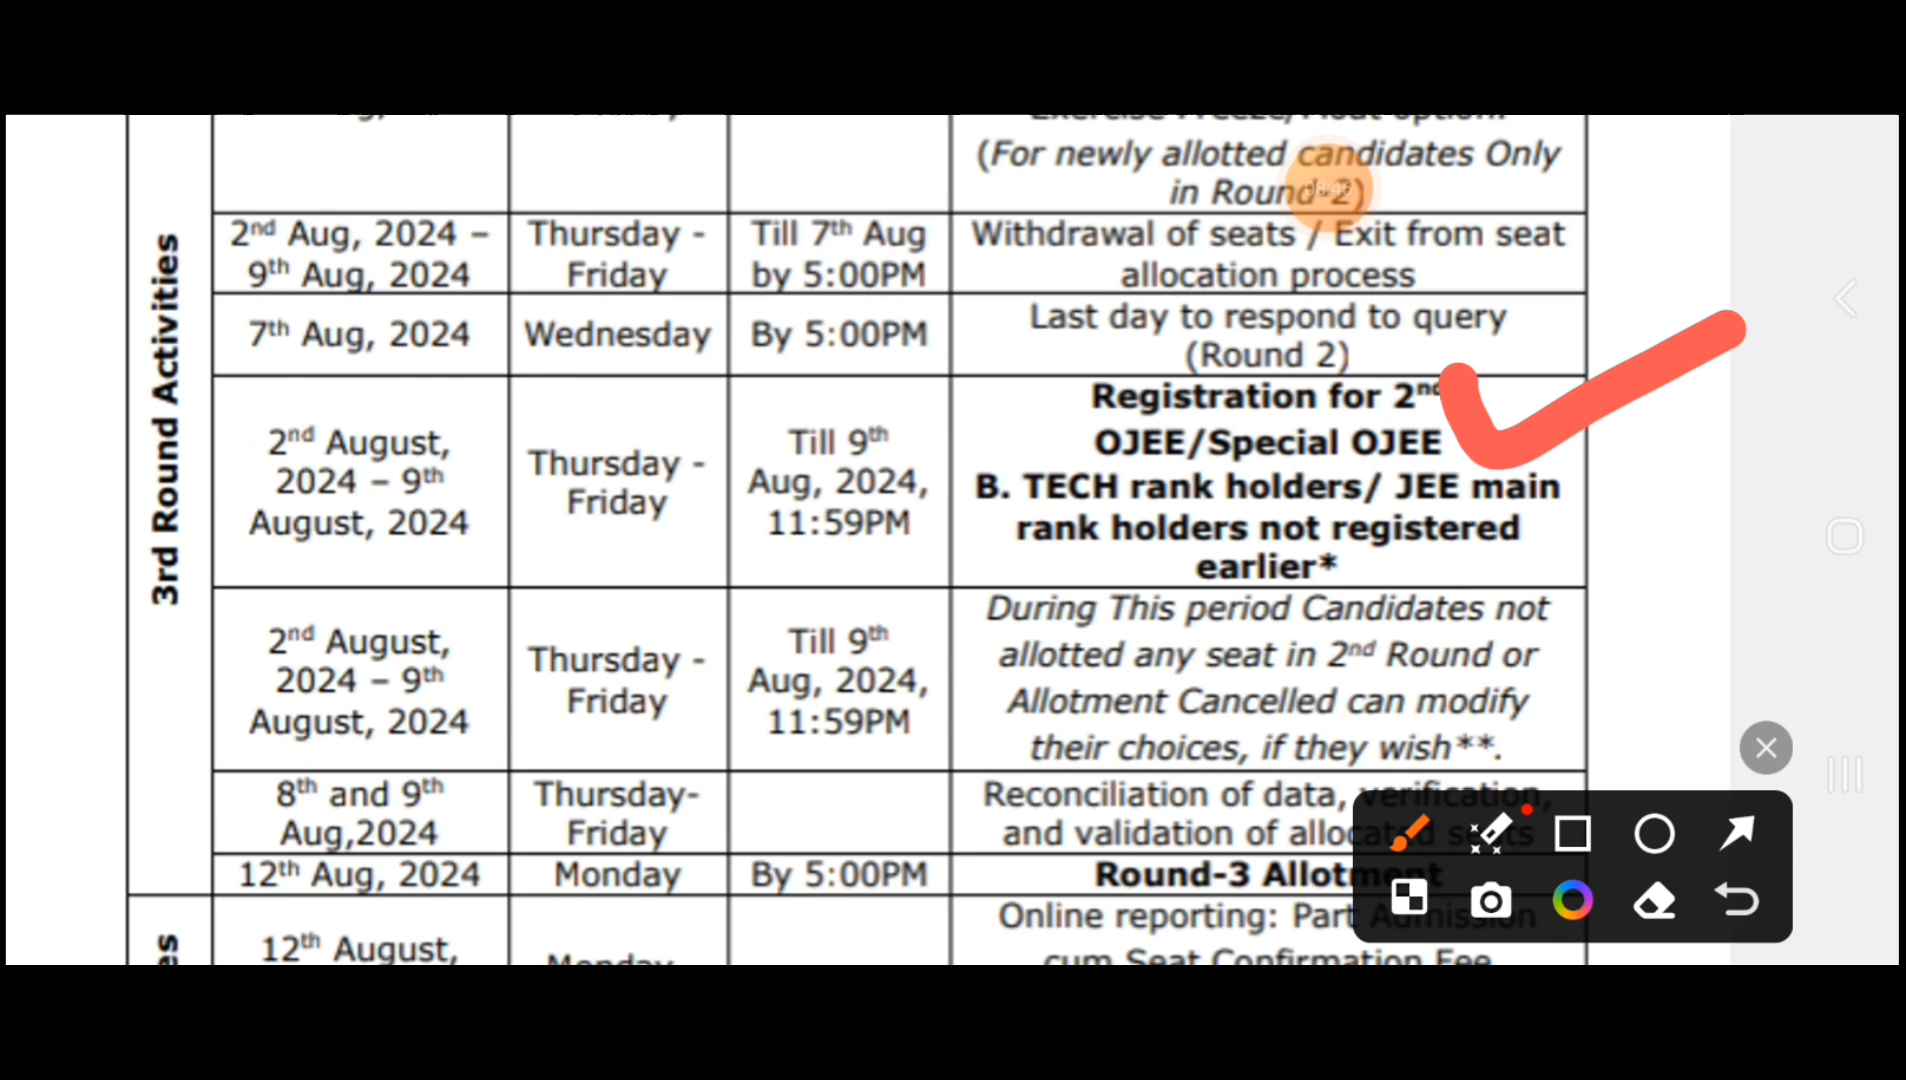 (For newly allotted candidates Only
in Round-2)
3rd Round Activities
2nd Aug, 2024 –
9th Aug, 2024
Thursday -
Friday
Till 7th Aug
by 5:00PM
Withdrawal of seats / Exit from seat
allocation process
7th Aug, 2024
Wednesday
By 5:00PM
Last day to respond to query
(Round 2)
2nd August,
2024 – 9th
August, 2024
Thursday -
Friday
Till 9th
Aug, 2024,
11:59PM
Registration for 2nd
OJEE/Special OJEE
B. TECH rank holders/ JEE main
rank holders not registered
earlier*
2nd August,
2024 – 9th
August, 2024
Thursday -
Friday
Till 9th
Aug, 2024,
11:59PM
During This period Candidates not
allotted any seat in 2nd Round or
Allotment Cancelled can modify
their choices, if they wish**.
8th and 9th
Aug,2024
Thursday-
Friday
Reconciliation of data, verification,
and validation of allocated seats
12th Aug, 2024
Monday
By 5:00PM
Round-3 Allotment
12th August,
Monday
Online reporting: Part Admission
cum Seat Confirmation Fee